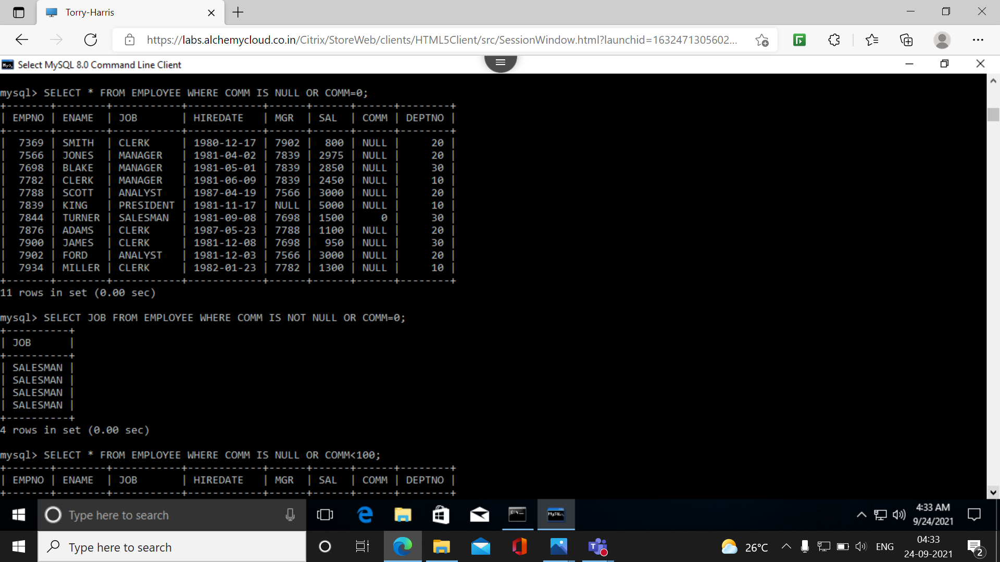 Torry-Harris
https://labs.alchemycloud.co.in/Citrix/StoreWeb/clients/HTML5Client/src/SessionWindow.html?launchid=1632471305602...
Select MySQL 8.0 Command Line Client
mysql> SELECT * FROM EMPLOYEE WHERE COMM IS NULL OR COMM=0;
+-------+--------+-----------+------------+------+------+------+--------+
| EMPNO | ENAME  | JOB       | HIREDATE   | MGR  | SAL  | COMM | DEPTNO |
+-------+--------+-----------+------------+------+------+------+--------+
|  7369 | SMITH  | CLERK     | 1980-12-17 | 7902 |  800 | NULL |     20 |
|  7566 | JONES  | MANAGER   | 1981-04-02 | 7839 | 2975 | NULL |     20 |
|  7698 | BLAKE  | MANAGER   | 1981-05-01 | 7839 | 2850 | NULL |     30 |
|  7782 | CLERK  | MANAGER   | 1981-06-09 | 7839 | 2450 | NULL |     10 |
|  7788 | SCOTT  | ANALYST   | 1987-04-19 | 7566 | 3000 | NULL |     20 |
|  7839 | KING   | PRESIDENT | 1981-11-17 | NULL | 5000 | NULL |     10 |
|  7844 | TURNER | SALESMAN  | 1981-09-08 | 7698 | 1500 |    0 |     30 |
|  7876 | ADAMS  | CLERK     | 1987-05-23 | 7788 | 1100 | NULL |     20 |
|  7900 | JAMES  | CLERK     | 1981-12-08 | 7698 |  950 | NULL |     30 |
|  7902 | FORD   | ANALYST   | 1981-12-03 | 7566 | 3000 | NULL |     20 |
|  7934 | MILLER | CLERK     | 1982-01-23 | 7782 | 1300 | NULL |     10 |
+-------+--------+-----------+------------+------+------+------+--------+
11 rows in set (0.00 sec)
mysql> SELECT JOB FROM EMPLOYEE WHERE COMM IS NOT NULL OR COMM=0;
+----------+
| JOB      |
+----------+
| SALESMAN |
| SALESMAN |
| SALESMAN |
| SALESMAN |
+----------+
4 rows in set (0.00 sec)
mysql> SELECT * FROM EMPLOYEE WHERE COMM IS NULL OR COMM<100;
+-------+--------+-----------+------------+------+------+------+--------+
| EMPNO | ENAME  | JOB       | HIREDATE   | MGR  | SAL  | COMM | DEPTNO |
+-------+--------+-----------+------------+------+------+------+--------+
Type here to search
4:33 AM
9/24/2021
Type here to search
26°C
ENG
04:33
24-09-2021
2